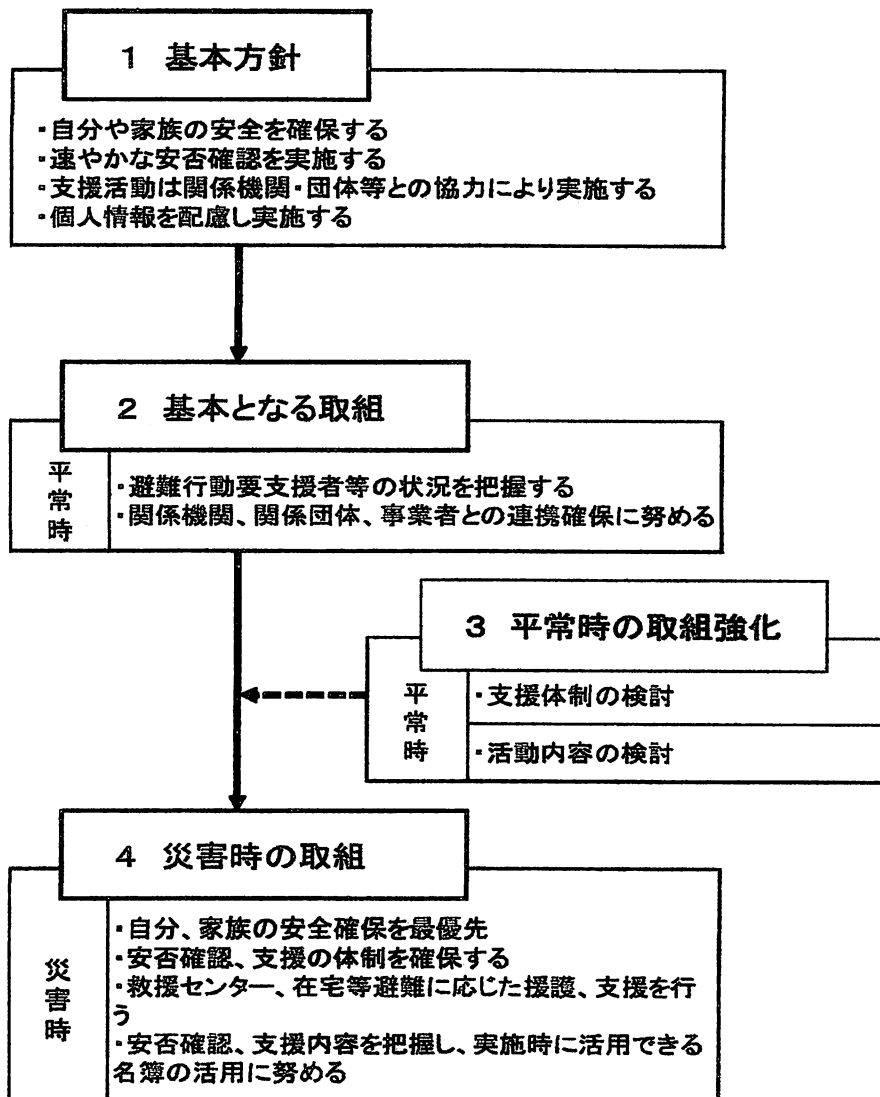 1 基本方針
・自分や家族の安全を確保する
・速やかな安否確認を実施する
・支援活動は関係機関・団体等との協力により実施する
・個人情報を配慮し実施する
2 基本となる取組
平常時
・避難行動要支援者等の状況を把握する
・関係機関、関係団体、事業者との連携確保に努める
3 平常時の取組強化
平常時
・支援体制の検討
・活動内容の検討
4 災害時の取組
災害時
・自分、家族の安全確保を最優先
・安否確認、支援の体制を確保する
・救援センター、在宅等避難に応じた援護、支援を行
う
・安否確認、支援内容を把握し、実施時に活用できる
名簿の活用に努める